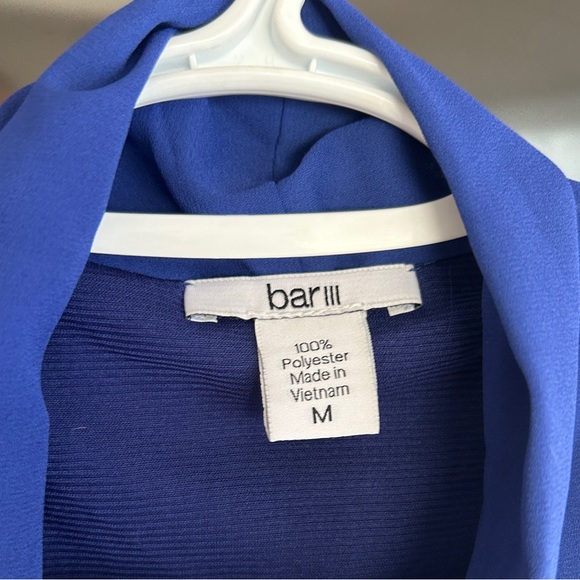 bar III
100%
Polyester
Made in
Vietnam
M